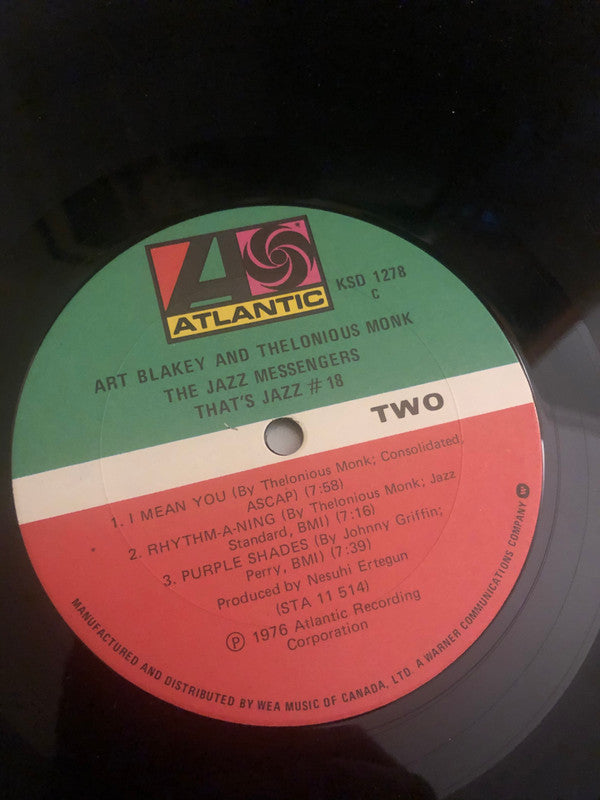 ATLANTIC
KSD 1278
C
ART BLAKEY AND THELONIOUS MONK
THE JAZZ MESSENGERS
THAT'S JAZZ # 18
TWO
1. I MEAN YOU (By Thelonious Monk; Consolidated,
ASCAP) (7:58)
2. RHYTHM-A-NING (By Thelonious Monk; Jazz
Standard, BMI) (7:16)
3. PURPLE SHADES (By Johnny Griffin;
Perry, BMI) (7:39)
Produced by Nesuhi Ertegun
(STA 11 514)
℗ 1976 Atlantic Recording
Corporation
MANUFACTURED AND DISTRIBUTED BY WEA MUSIC OF CANADA, LTD. A WARNER COMMUNICATIONS COMPANY